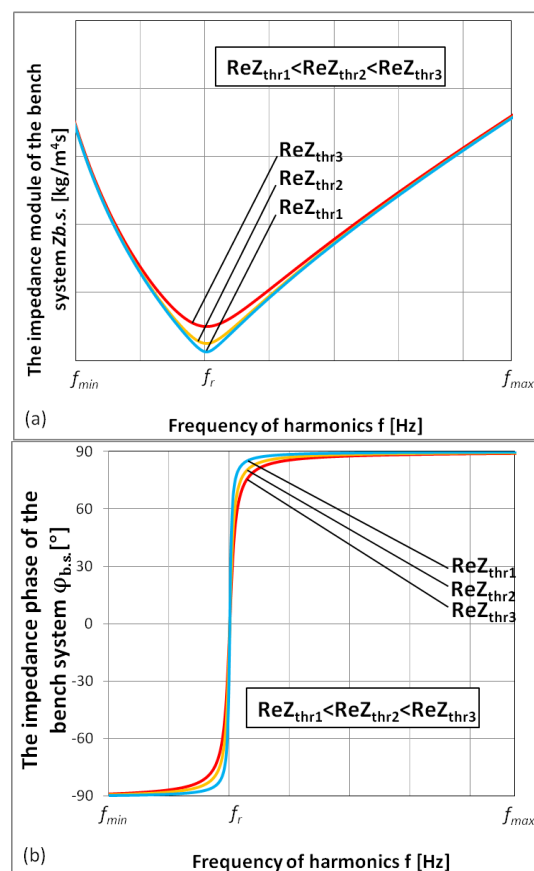 The impedance module of the bench
system Zb.s. [kg/m⁴s]
ReZthr1<ReZthr2<ReZthr3
ReZthr3
ReZthr2
ReZthr1
fmin
fr
fmax
(a)
Frequency of harmonics f [Hz]
The impedance phase of the
bench system φb.s.[°]
90
60
30
0
-30
-60
-90
ReZthr1
ReZthr2
ReZthr3
ReZthr1<ReZthr2<ReZthr3
fmin
fr
fmax
(b)
Frequency of harmonics f [Hz]